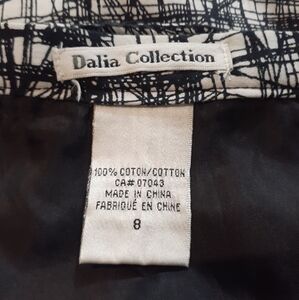 Dalia Collection
100% COTON/COTTON
CA# 07043
MADE IN CHINA
FABRIQUÉ EN CHINE
8